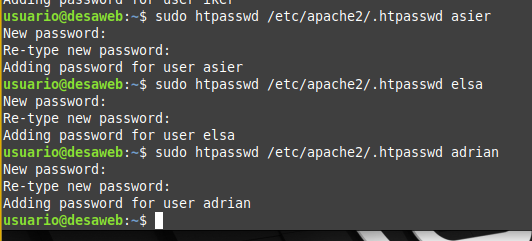 Adding password for user iker
usuario@desaweb:~$ sudo htpasswd /etc/apache2/.htpasswd asier
New password:
Re-type new password:
Adding password for user asier
usuario@desaweb:~$ sudo htpasswd /etc/apache2/.htpasswd elsa
New password:
Re-type new password:
Adding password for user elsa
usuario@desaweb:~$ sudo htpasswd /etc/apache2/.htpasswd adrian
New password:
Re-type new password:
Adding password for user adrian
usuario@desaweb:~$